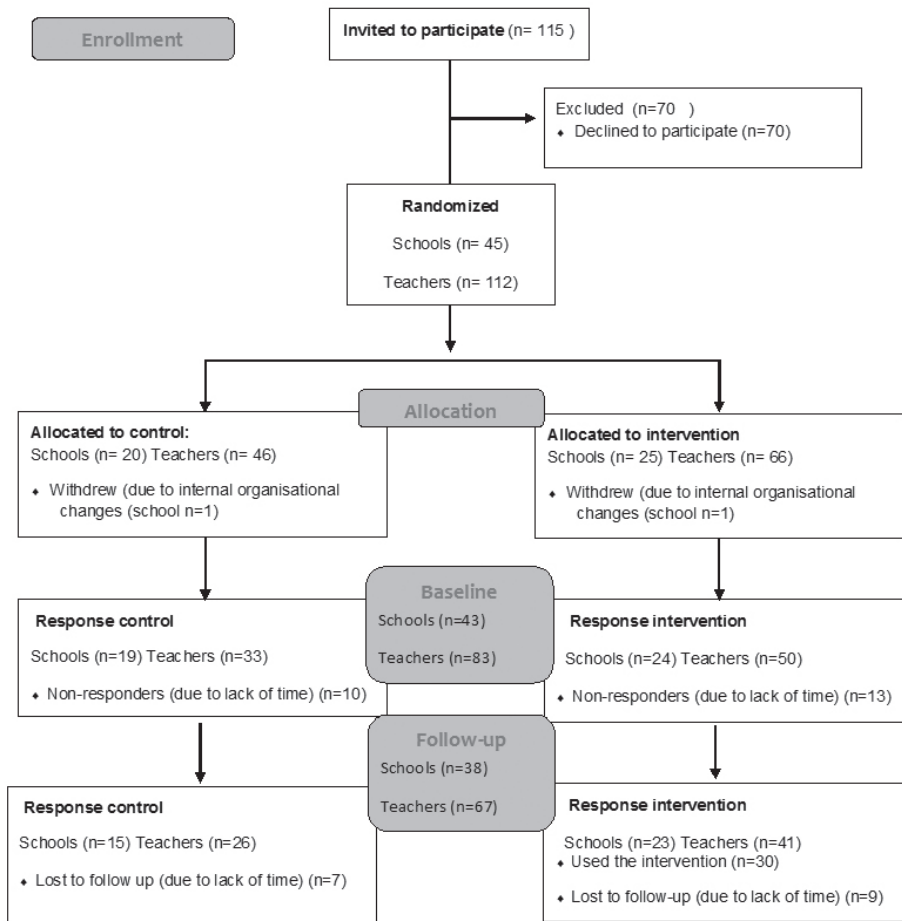 Enrollment
Invited to participate (n= 115 )
Excluded (n=70 )
⬧ Declined to participate (n=70)
Randomized
Schools (n= 45)
Teachers (n= 112)
Allocation
Allocated to control:
Schools (n= 20) Teachers (n= 46)
⬧ Withdrew (due to internal organisational
changes (school n=1)
Allocated to intervention
Schools (n= 25) Teachers (n= 66)
⬧ Withdrew (due to internal organisational
changes (school n=1)
Baseline
Schools (n=43)
Teachers (n=83)
Response control
Schools (n=19) Teachers (n=33)
⬧ Non-responders (due to lack of time) (n=10)
Response intervention
Schools (n=24) Teachers (n=50)
⬧ Non-responders (due to lack of time) (n=13)
Follow-up
Schools (n=38)
Teachers (n=67)
Response control
Schools (n=15) Teachers (n=26)
⬧ Lost to follow up (due to lack of time) (n=7)
Response intervention
Schools (n=23) Teachers (n=41)
⬧ Used the intervention (n=30)
⬧ Lost to follow-up (due to lack of time) (n=9)